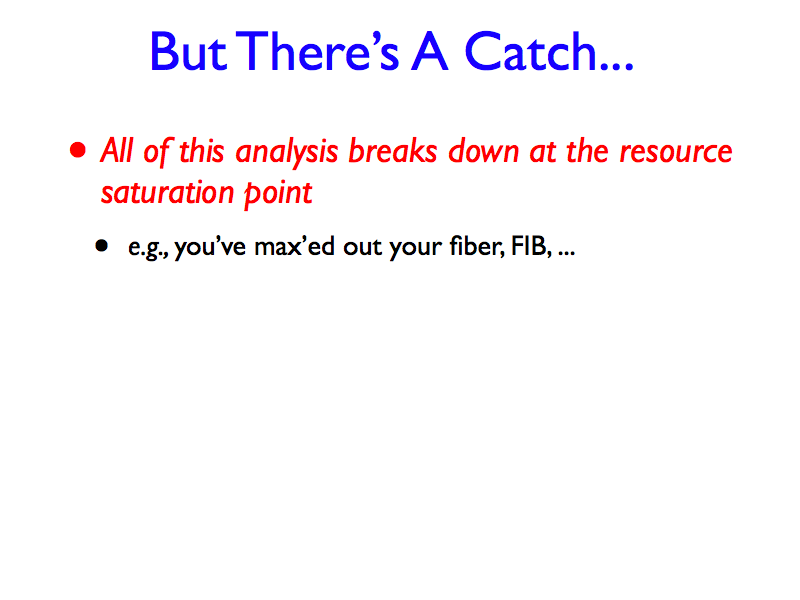 But There’s A Catch...
• All of this analysis breaks down at the resource
saturation point
• e.g., you’ve max’ed out your fiber, FIB, ...